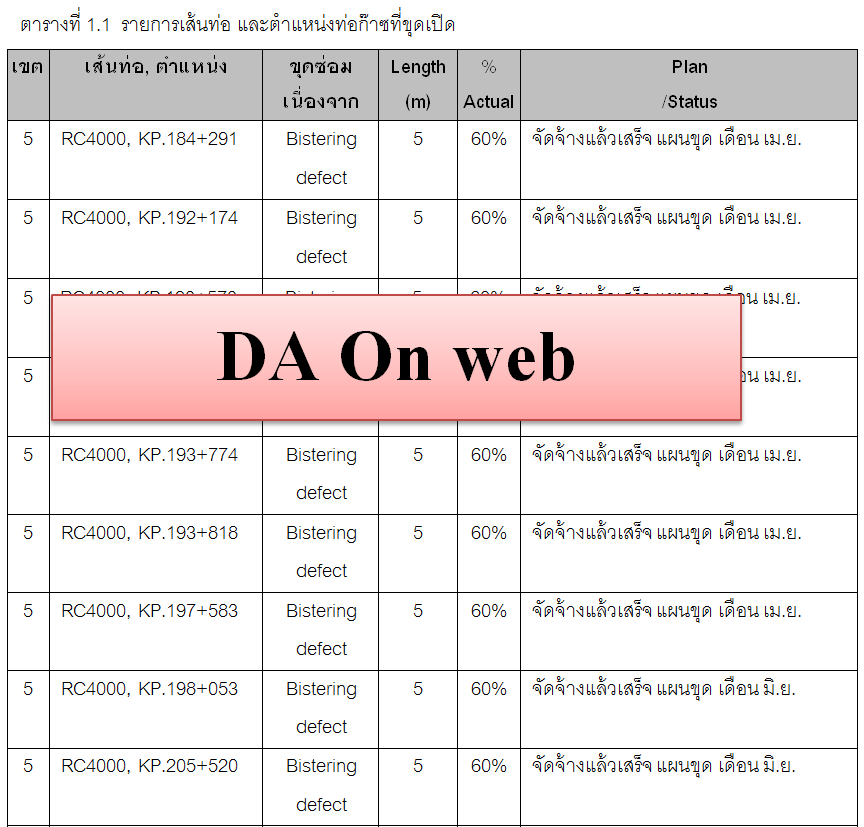 ตารางที่ 1.1 รายการเส้นท่อ และตำแหน่งท่อก๊าซที่ขุดเปิด
เขต เส้นท่อ, ตำแหน่ง ขุดซ่อม Length % Plan
เนื่องจาก (m) Actual /Status
5 RC4000, KP.184+291 Bistering 5 60% จัดจ้างแล้วเสร็จ แผนขุด เดือน เม.ย.
defect
5 RC4000, KP.192+174 Bistering 5 60% จัดจ้างแล้วเสร็จ แผนขุด เดือน เม.ย.
defect
5 เม.ย.
DA On web
5 เม.ย.
5 RC4000, KP.193+774 Bistering 5 60% จัดจ้างแล้วเสร็จ แผนขุด เดือน เม.ย.
defect
5 RC4000, KP.193+818 Bistering 5 60% จัดจ้างแล้วเสร็จ แผนขุด เดือน เม.ย.
defect
5 RC4000, KP.197+583 Bistering 5 60% จัดจ้างแล้วเสร็จ แผนขุด เดือน เม.ย.
defect
5 RC4000, KP.198+053 Bistering 5 60% จัดจ้างแล้วเสร็จ แผนขุด เดือน มิ.ย.
defect
5 RC4000, KP.205+520 Bistering 5 60% จัดจ้างแล้วเสร็จ แผนขุด เดือน มิ.ย.
defect